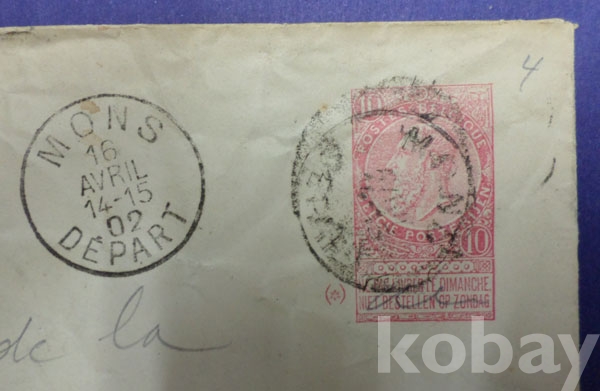 4
MONS
16
AVRIL
14-15
02
DÉPART
10
POSTES BELGIQUE
MONS
10
NE PAS LIVRER LE DIMANCHE
NIET BESTELLEN OP ZONDAG
(*)
de la
kobay